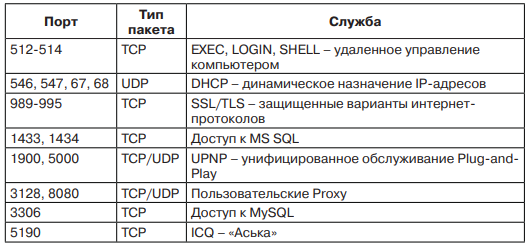 Порт Тип пакета Служба
512-514 TCP EXEC, LOGIN, SHELL – удаленное управление
компьютером
546, 547, 67, 68 UDP DHCP – динамическое назначение IP-адресов
989-995 TCP SSL/TLS – защищенные варианты интернет-
протоколов
1433, 1434 TCP Доступ к MS SQL
1900, 5000 TCP/UDP UPNP – унифицированное обслуживание Plug-and-
Play
3128, 8080 TCP/UDP Пользовательские Proxy
3306 TCP Доступ к MySQL
5190 TCP ICQ – «Аська»